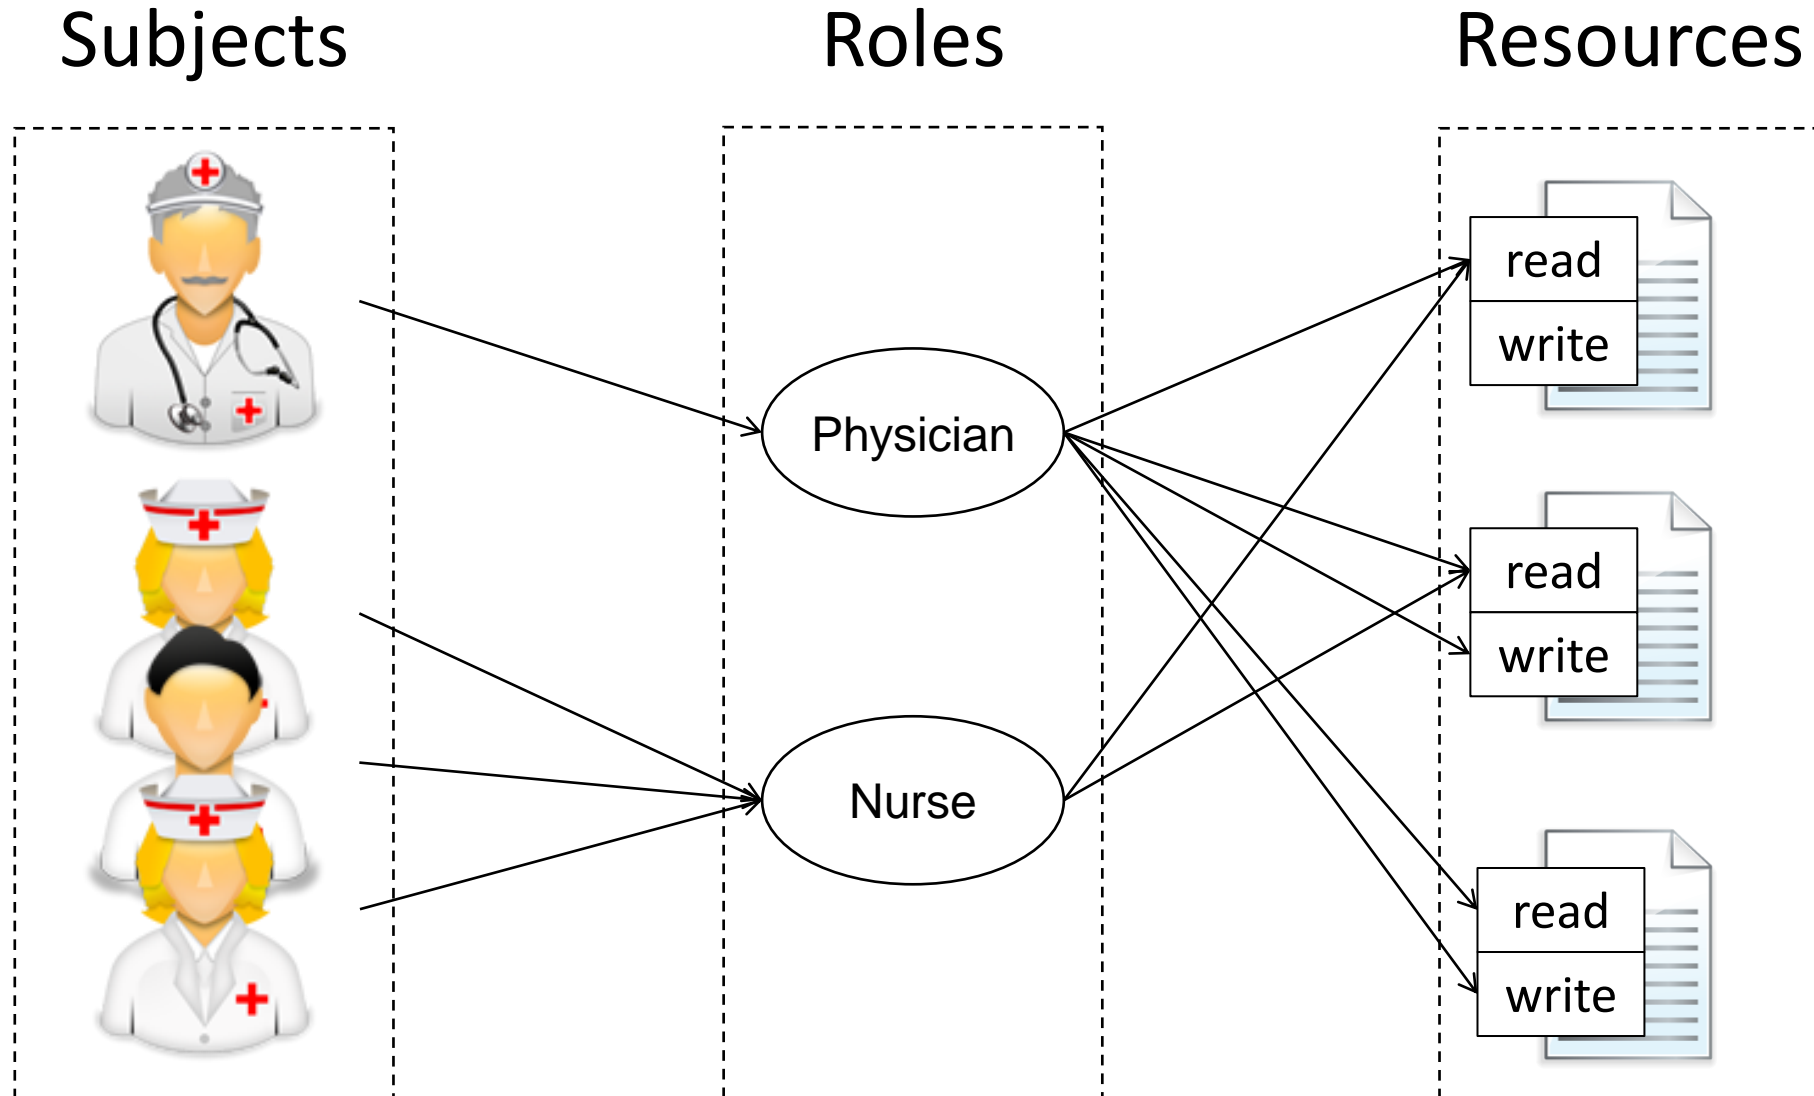 Subjects
Roles
Resources
read
write
Physician
read
write
Nurse
read
write